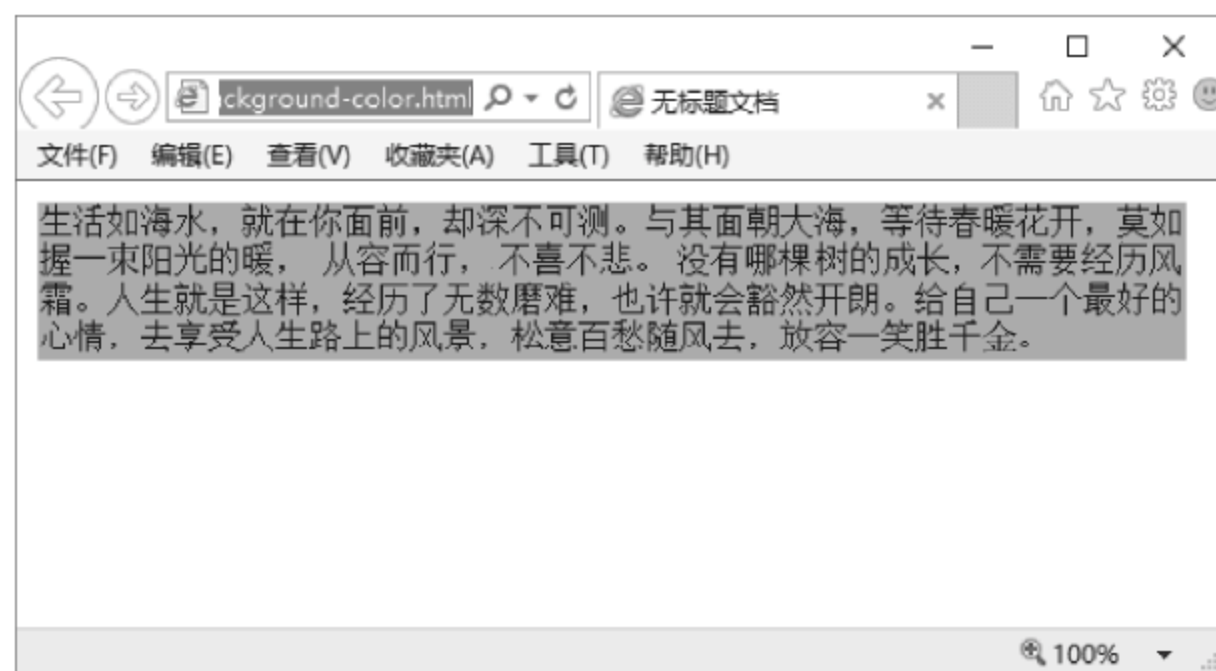 ckground-color.html
无标题文档
文件(F) 编辑(E) 查看(V) 收藏夹(A) 工具(T) 帮助(H)
生活如海水，就在你面前，却深不可测。与其面朝大海，等待春暖花开，莫如
握一束阳光的暖， 从容而行， 不喜不悲。 没有哪棵树的成长，不需要经历风
霜。人生就是这样，经历了无数磨难，也许就会豁然开朗。给自己一个最好的
心情，去享受人生路上的风景，松意百愁随风去，放容一笑胜千金。
100%